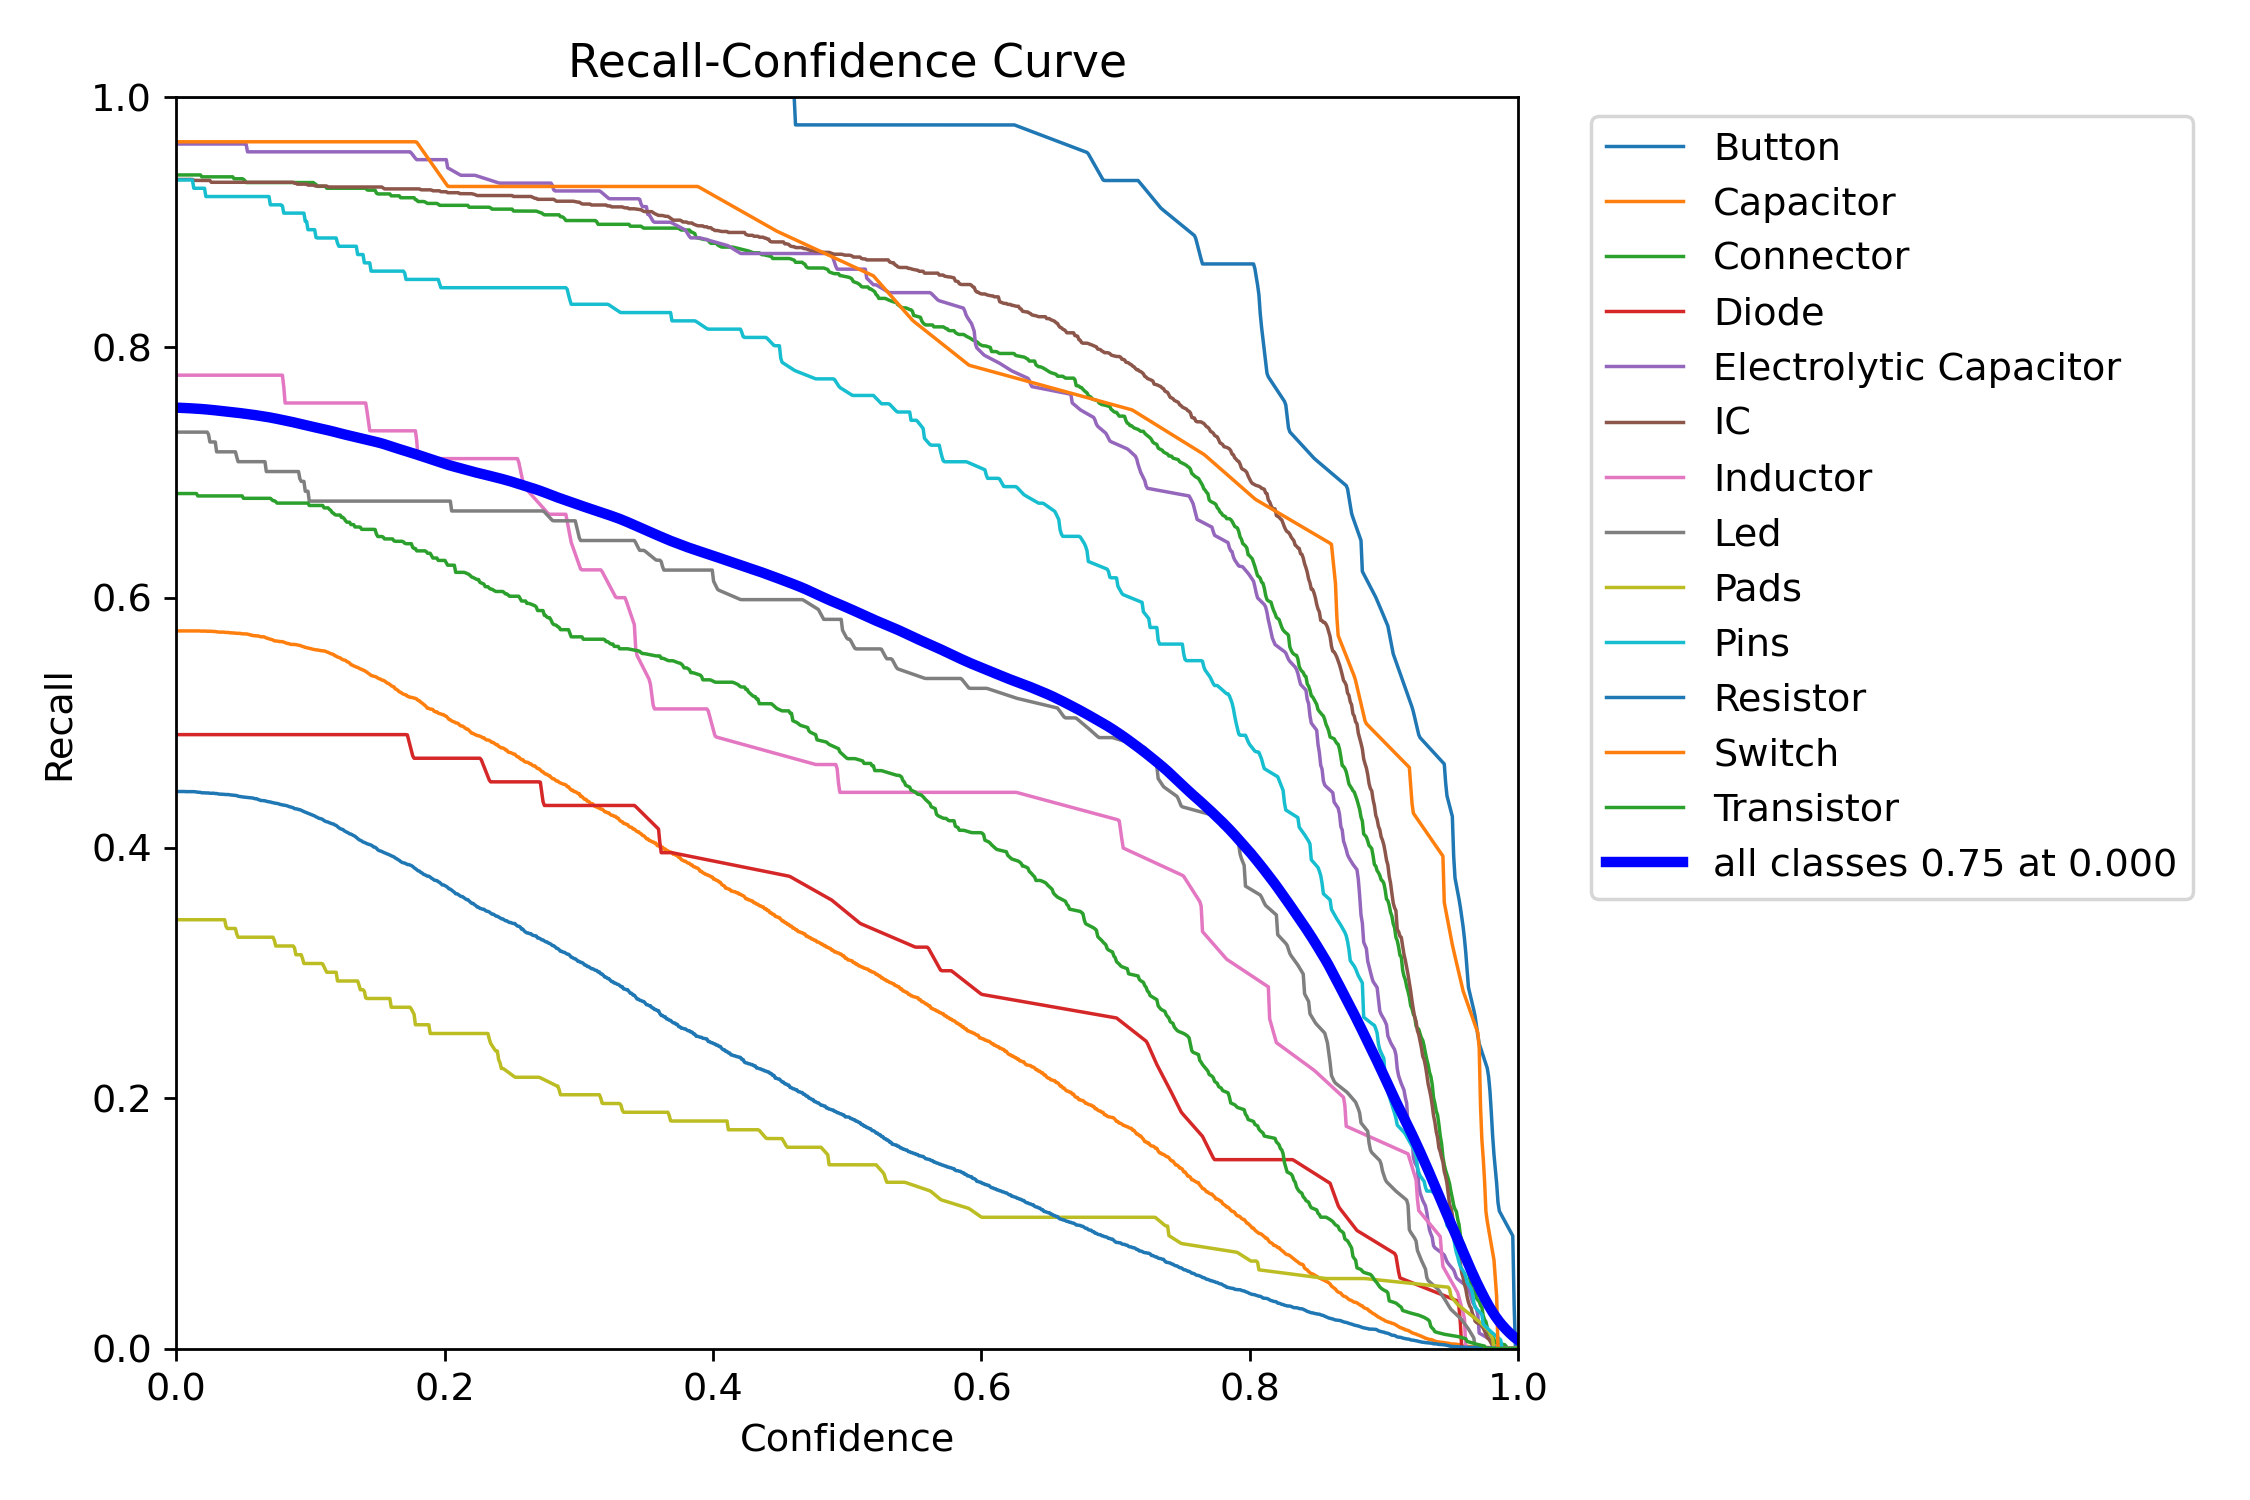 Recall-Confidence Curve
1.0
0.8
0.6
0.4
0.2
0.0
Recall
0.0 0.2 0.4 0.6 0.8 1.0
Confidence
Button
Capacitor
Connector
Diode
Electrolytic Capacitor
IC
Inductor
Led
Pads
Pins
Resistor
Switch
Transistor
all classes 0.75 at 0.000